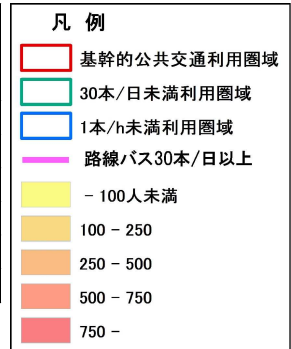 凡 例
基幹的公共交通利用圏域
30本/日未満利用圏域
1本/h未満利用圏域
路線バス30本/日以上
- 100人未満
100 - 250
250 - 500
500 - 750
750 -